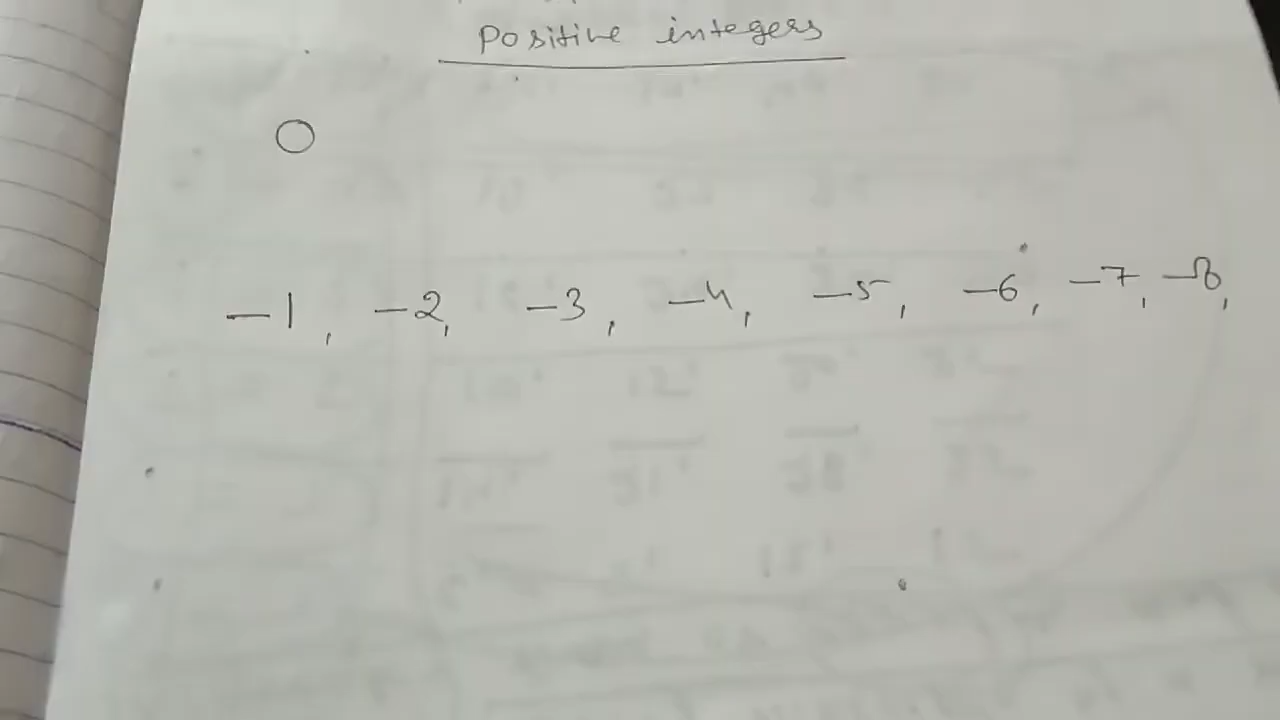 Positive integers
0
-1, -2, -3, -4, -5, -6, -7, -8,